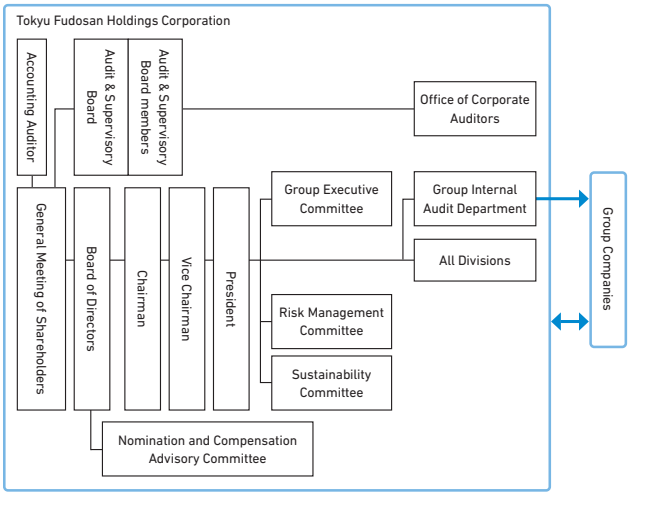 Tokyu Fudosan Holdings Corporation
Accounting Auditor
Audit & Supervisory
Board
Audit & Supervisory
Board members
Office of Corporate
Auditors
General Meeting of Shareholders
Board of Directors
Chairman
Vice Chairman
President
Group Executive
Committee
Group Internal
Audit Department
All Divisions
Risk Management
Committee
Sustainability
Committee
Nomination and Compensation
Advisory Committee
Group Companies